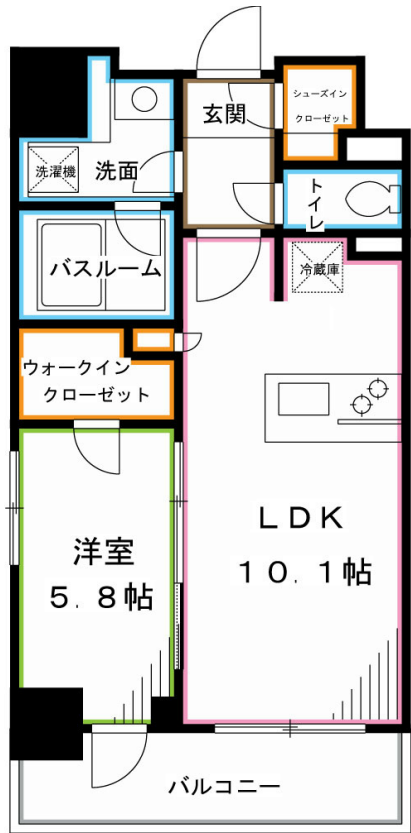 シューズイン
クローゼット
玄関
洗濯機
洗面
トイレ
バスルーム
冷蔵庫
ウォークイン
クローゼット
LDK
10.1帖
洋室
5.8帖
バルコニー